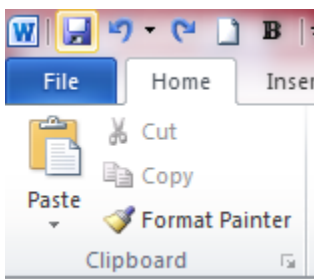 W B
File Home Inser
Cut
Copy
Paste
Format Painter
Clipboard